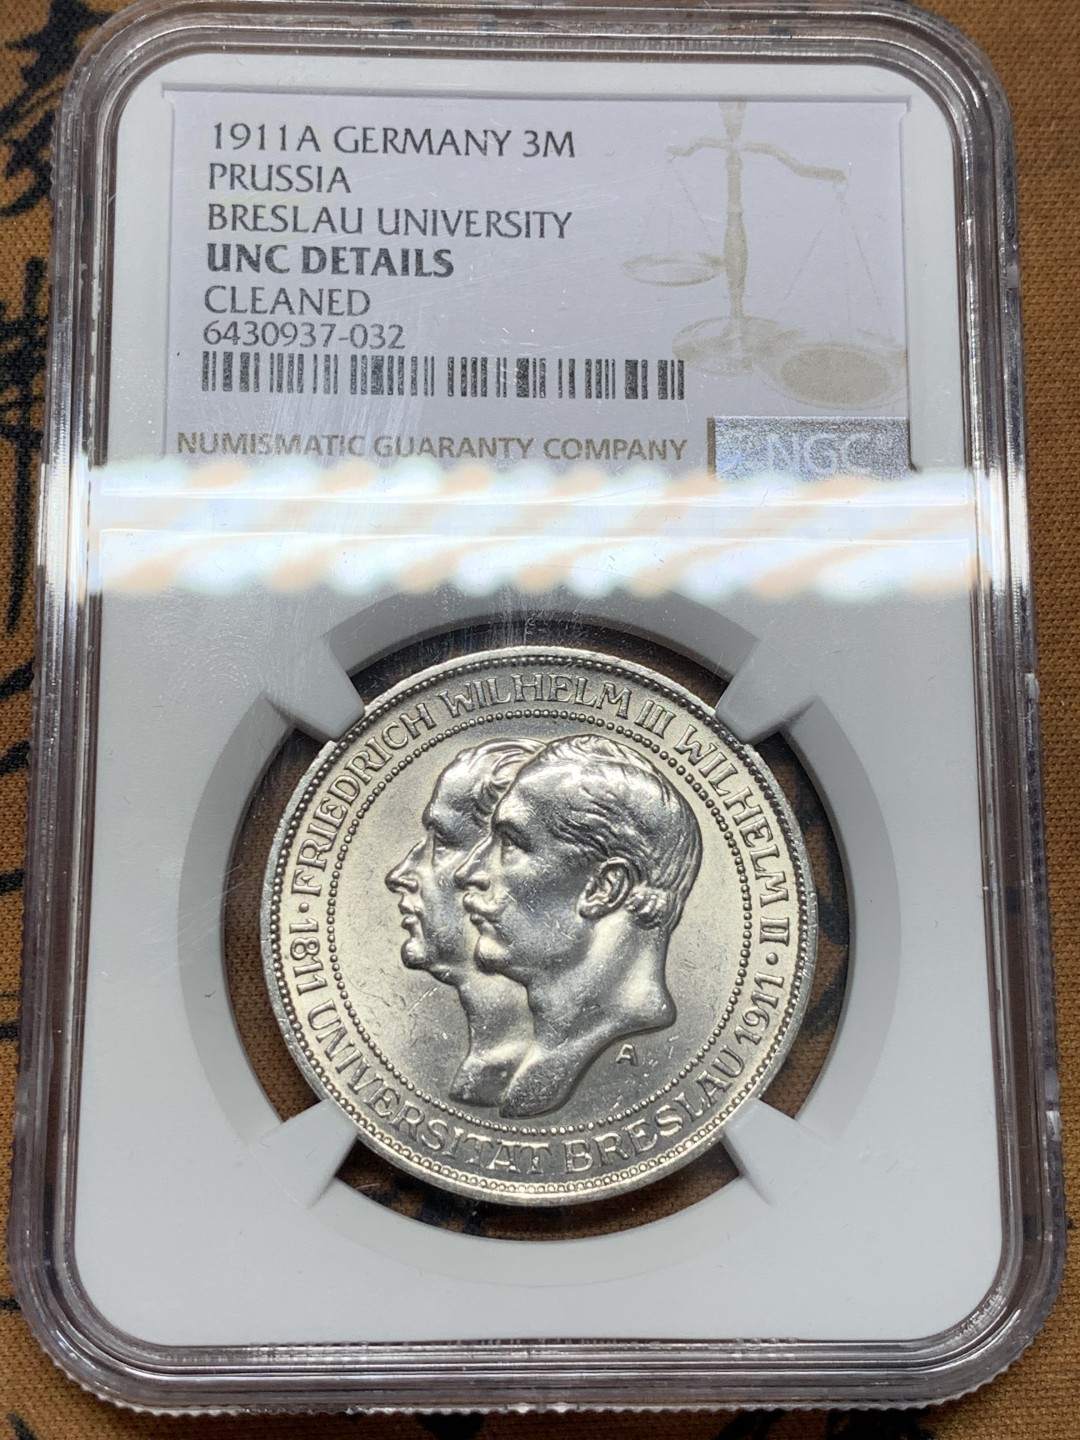 1911A GERMANY 3M
PRUSSIA
BRESLAU UNIVERSITY
UNC DETAILS
CLEANED
6430937-032
NUMISMATIC GUARANTY COMPANY
NGC
FRIEDRICH WILHELM III WILHELM II
1811 UNIVERSITÄT BRESLAU 1911
A